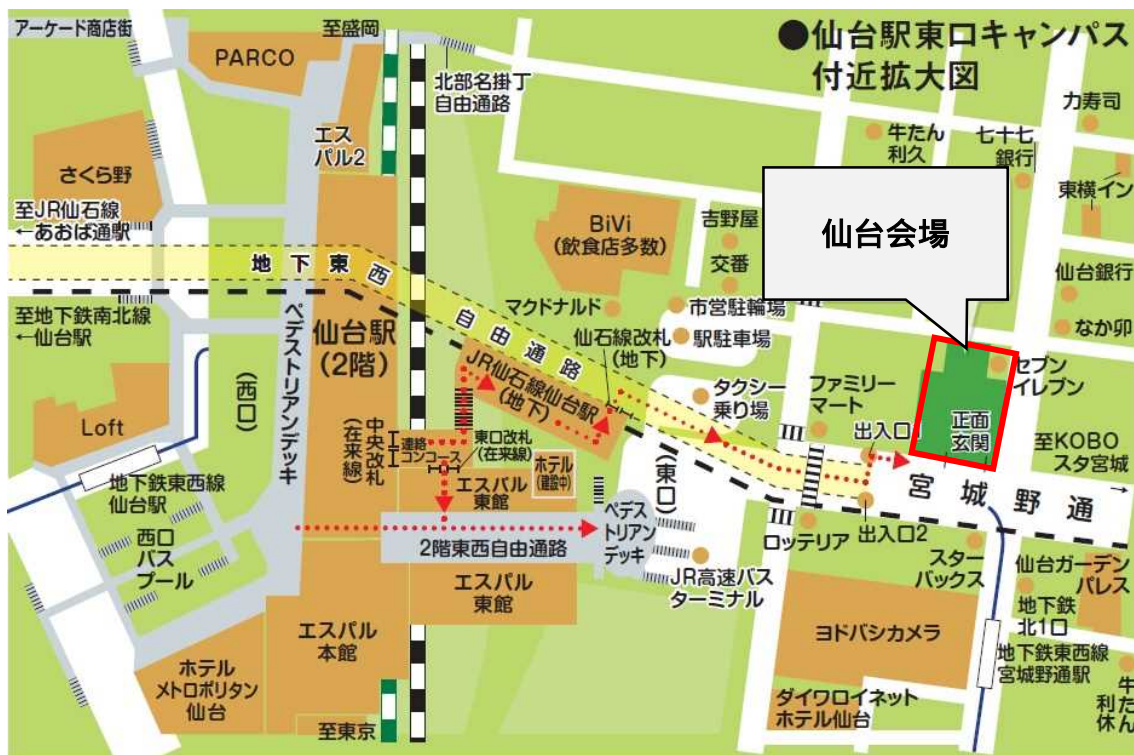 ●仙台駅東口キャンパス
付近拡大図
アーケード商店街
至盛岡
PARCO
北部名掛丁
自由通路
力寿司
エス
パル2
牛たん
利久
七十七
銀行
さくら野
東横イン
至JR仙石線
←あおば通駅
BiVi
(飲食店多数)
吉野屋
交番
仙台会場
仙台銀行
地下東西
自由通路
マクドナルド
市営駐輪場
至地下鉄南北線
←仙台駅
ペデストリアンデッキ
(西口)
仙台駅
(2階)
仙石線改札
(地下)
駅駐車場
なか卯
JR仙石線仙台駅
(地下)
タクシー
乗り場
ファミリー
マート
セブン
イレブン
Loft
中央改札
(在来線)
連絡
コンコース
東口改札
(在来線)
出入口1
正面
玄関
至KOBO
スタ宮城
ホテル
(建設中)
(東口)
宮城野通
地下鉄東西線
仙台駅
エスパル
東館
ペデス
トリアン
デッキ
2階東西自由通路
ロッテリア
出入口2
西口
バス
プール
スター
バックス
仙台ガーデン
パレス
JR高速バス
ターミナル
エスパル
東館
地下鉄
北1口
エスパル
本館
ヨドバシカメラ
地下鉄東西線
宮城野通駅
ホテル
メトロポリタン
仙台
ダイワロイネット
ホテル仙台
牛たん
利休
至東京